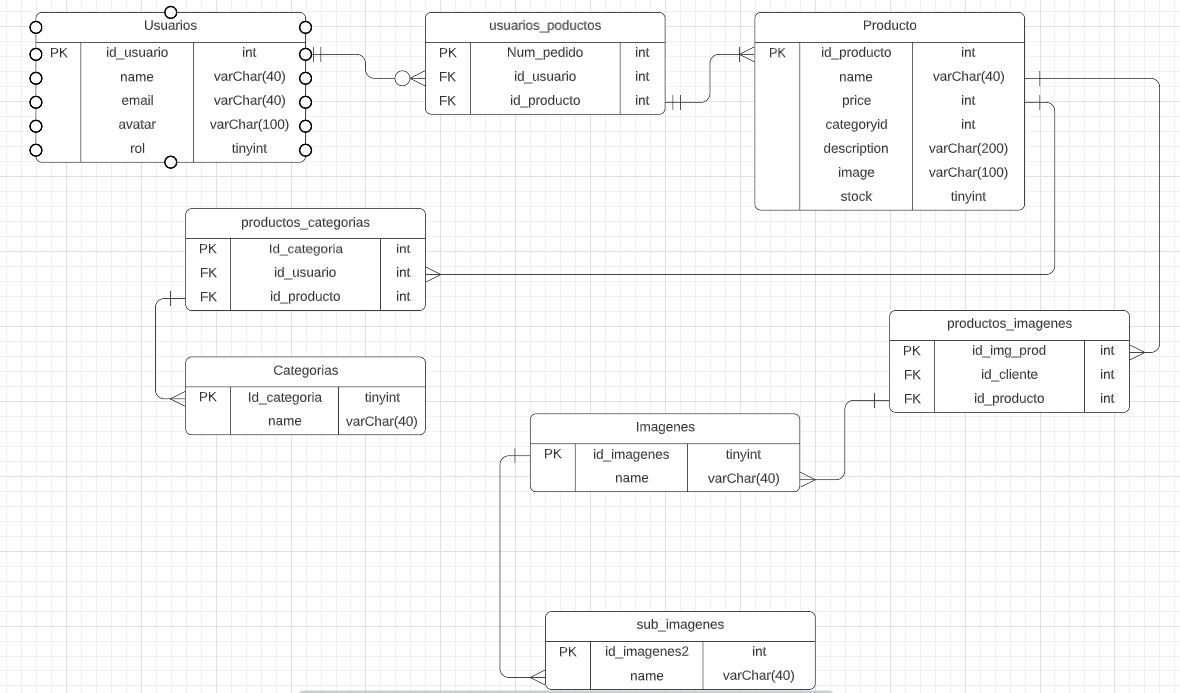 Usuarios
PK id_usuario int
name varChar(40)
email varChar(40)
avatar varChar(100)
rol tinyint
usuarios_poductos
PK Num_pedido int
FK id_usuario int
FK id_producto int
Producto
PK id_producto int
name varChar(40)
price int
categoryid int
description varChar(200)
image varChar(100)
stock tinyint
productos_categorias
PK Id_categoria int
FK id_usuario int
FK id_producto int
Categorias
PK Id_categoria tinyint
name varChar(40)
productos_imagenes
PK id_img_prod int
FK id_cliente int
FK id_producto int
Imagenes
PK id_imagenes tinyint
name varChar(40)
sub_imagenes
PK id_imagenes2 int
name varChar(40)